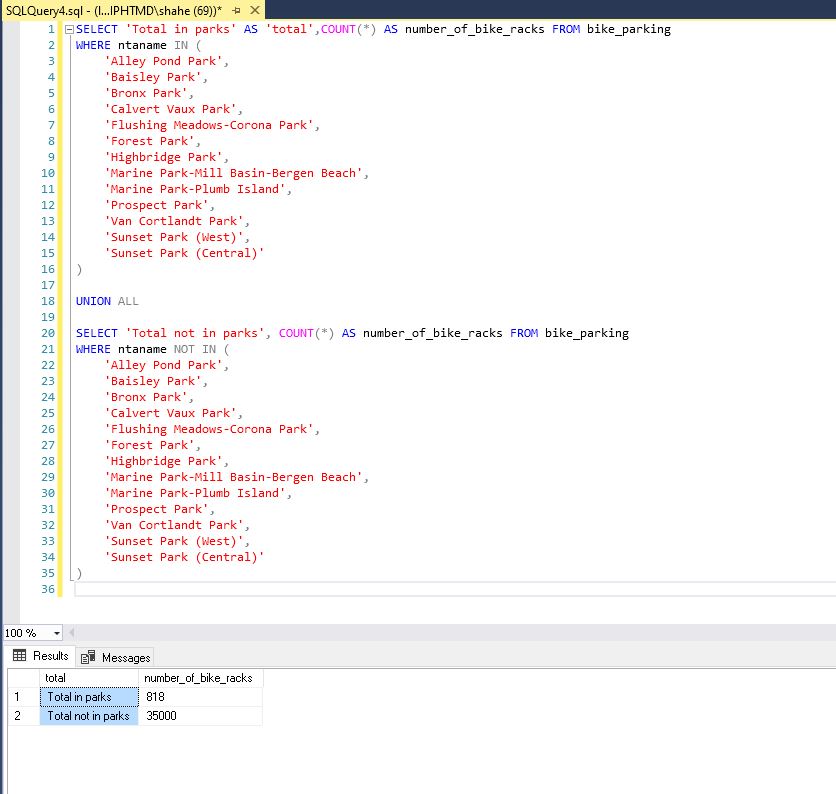 SQLQuery4.sql - (l...IPHTMD\shahe (69))*
1 SELECT 'Total in parks' AS 'total',COUNT(*) AS number_of_bike_racks FROM bike_parking
2 WHERE ntaname IN (
3 'Alley Pond Park',
4 'Baisley Park',
5 'Bronx Park',
6 'Calvert Vaux Park',
7 'Flushing Meadows-Corona Park',
8 'Forest Park',
9 'Highbridge Park',
10 'Marine Park-Mill Basin-Bergen Beach',
11 'Marine Park-Plumb Island',
12 'Prospect Park',
13 'Van Cortlandt Park',
14 'Sunset Park (West)',
15 'Sunset Park (Central)'
16 )
17
18 UNION ALL
19
20 SELECT 'Total not in parks', COUNT(*) AS number_of_bike_racks FROM bike_parking
21 WHERE ntaname NOT IN (
22 'Alley Pond Park',
23 'Baisley Park',
24 'Bronx Park',
25 'Calvert Vaux Park',
26 'Flushing Meadows-Corona Park',
27 'Forest Park',
28 'Highbridge Park',
29 'Marine Park-Mill Basin-Bergen Beach',
30 'Marine Park-Plumb Island',
31 'Prospect Park',
32 'Van Cortlandt Park',
33 'Sunset Park (West)',
34 'Sunset Park (Central)'
35 )
36
100 %
Results Messages
total number_of_bike_racks
1 Total in parks 818
2 Total not in parks 35000